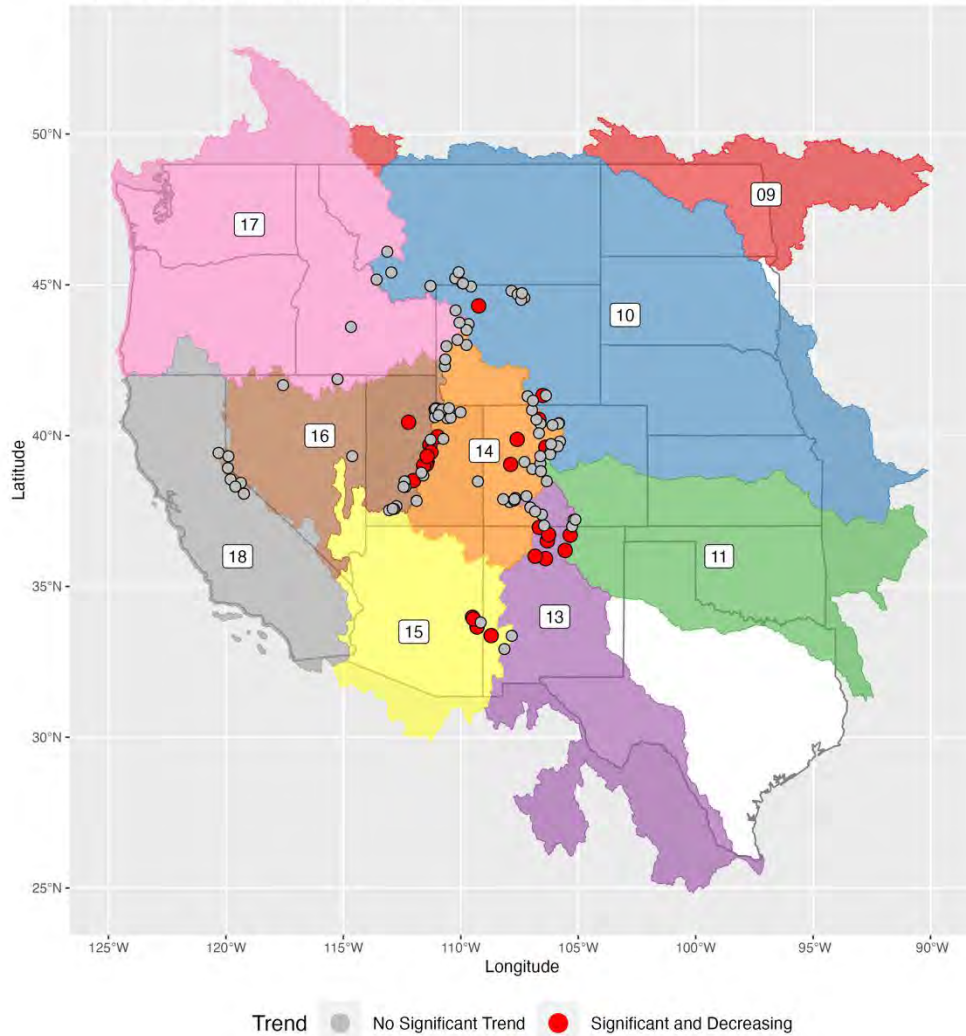 50°N
09
17
45°N
10
40°N
16
14
Latitude
18
11
35°N
15
13
30°N
25°N
125°W 120°W 115°W 110°W 105°W 100°W 95°W 90°W
Longitude
Trend No Significant Trend Significant and Decreasing